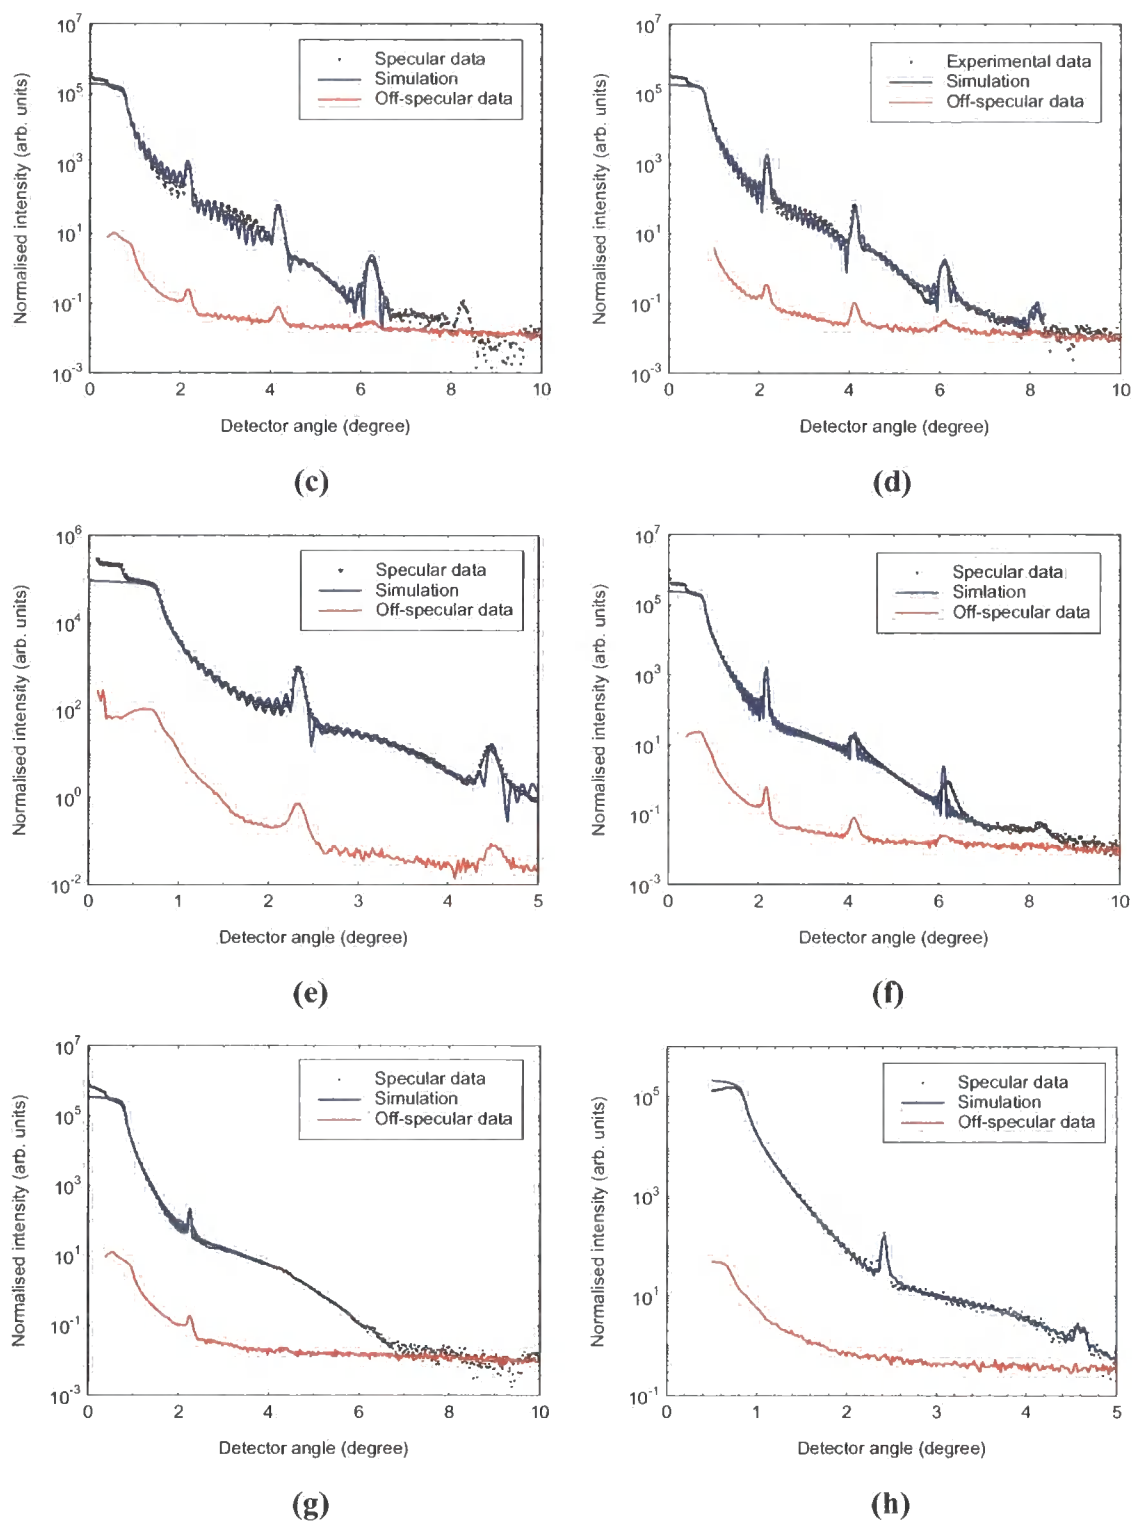 10^7
10^5
10^3
10^1
10^-1
10^-3
Normalised intensity (arb. units)
Specular data
Simulation
Off-specular data
0 2 4 6 8 10
Detector angle (degree)
(c)
10^7
10^5
10^3
10^1
10^-1
10^-3
Normalised intensity (arb. units)
Experimental data
Simulation
Off-specular data
0 2 4 6 8 10
Detector angle (degree)
(d)
10^6
10^4
10^2
10^0
10^-2
Normalised intensity (arb. units)
Specular data
Simulation
Off-specular data
0 1 2 3 4 5
Detector angle (degree)
(e)
10^7
10^5
10^3
10^1
10^-1
10^-3
Normalised intensity (arb. units)
Specular data
Simlation
Off-specular data
0 2 4 6 8 10
Detector angle (degree)
(f)
10^7
10^5
10^3
10^1
10^-1
10^-3
Normalised intensity (arb. units)
Specular data
Simulation
Off-specular data
0 2 4 6 8 10
Detector angle (degree)
(g)
10^5
10^3
10^1
10^-1
Normalised intensity (arb. units)
Specular data
Simulation
Off-specular data
0 1 2 3 4 5
Detector angle (degree)
(h)